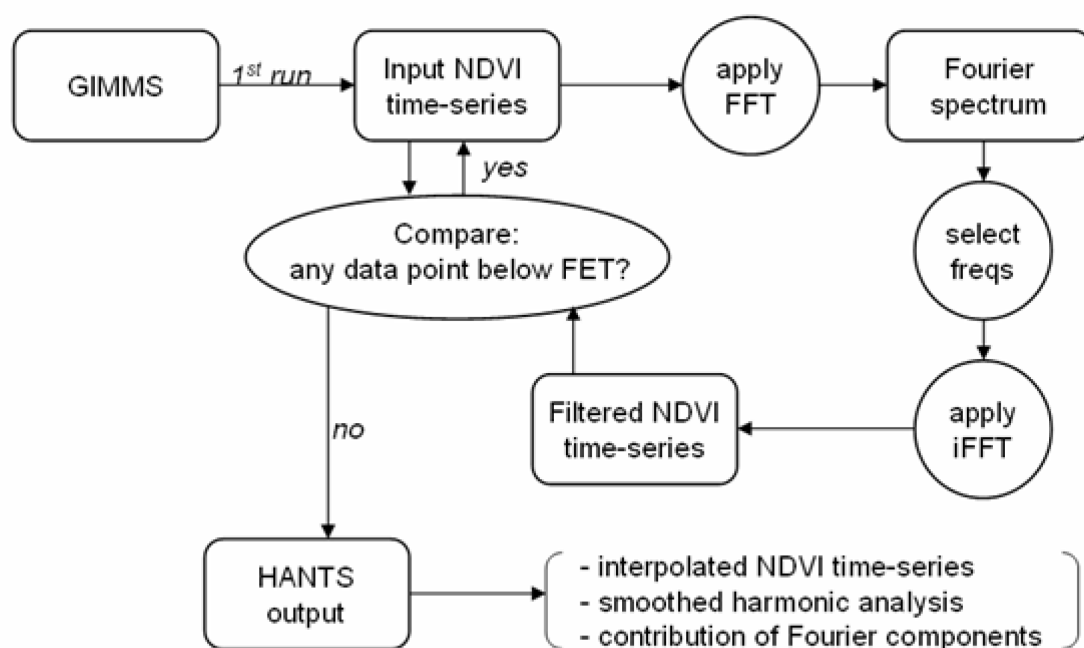 GIMMS
1st run
Input NDVI
time-series
apply
FFT
Fourier
spectrum
yes
Compare:
any data point below FET?
select
freqs
Filtered NDVI
time-series
apply
iFFT
no
HANTS
output
- interpolated NDVI time-series
- smoothed harmonic analysis
- contribution of Fourier components